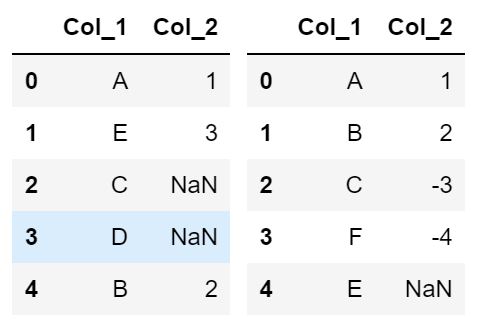 Col_1 Col_2 Col_1 Col_2
0 A 1 0 A 1
1 E 3 1 B 2
2 C NaN 2 C -3
3 D NaN 3 F -4
4 B 2 4 E NaN